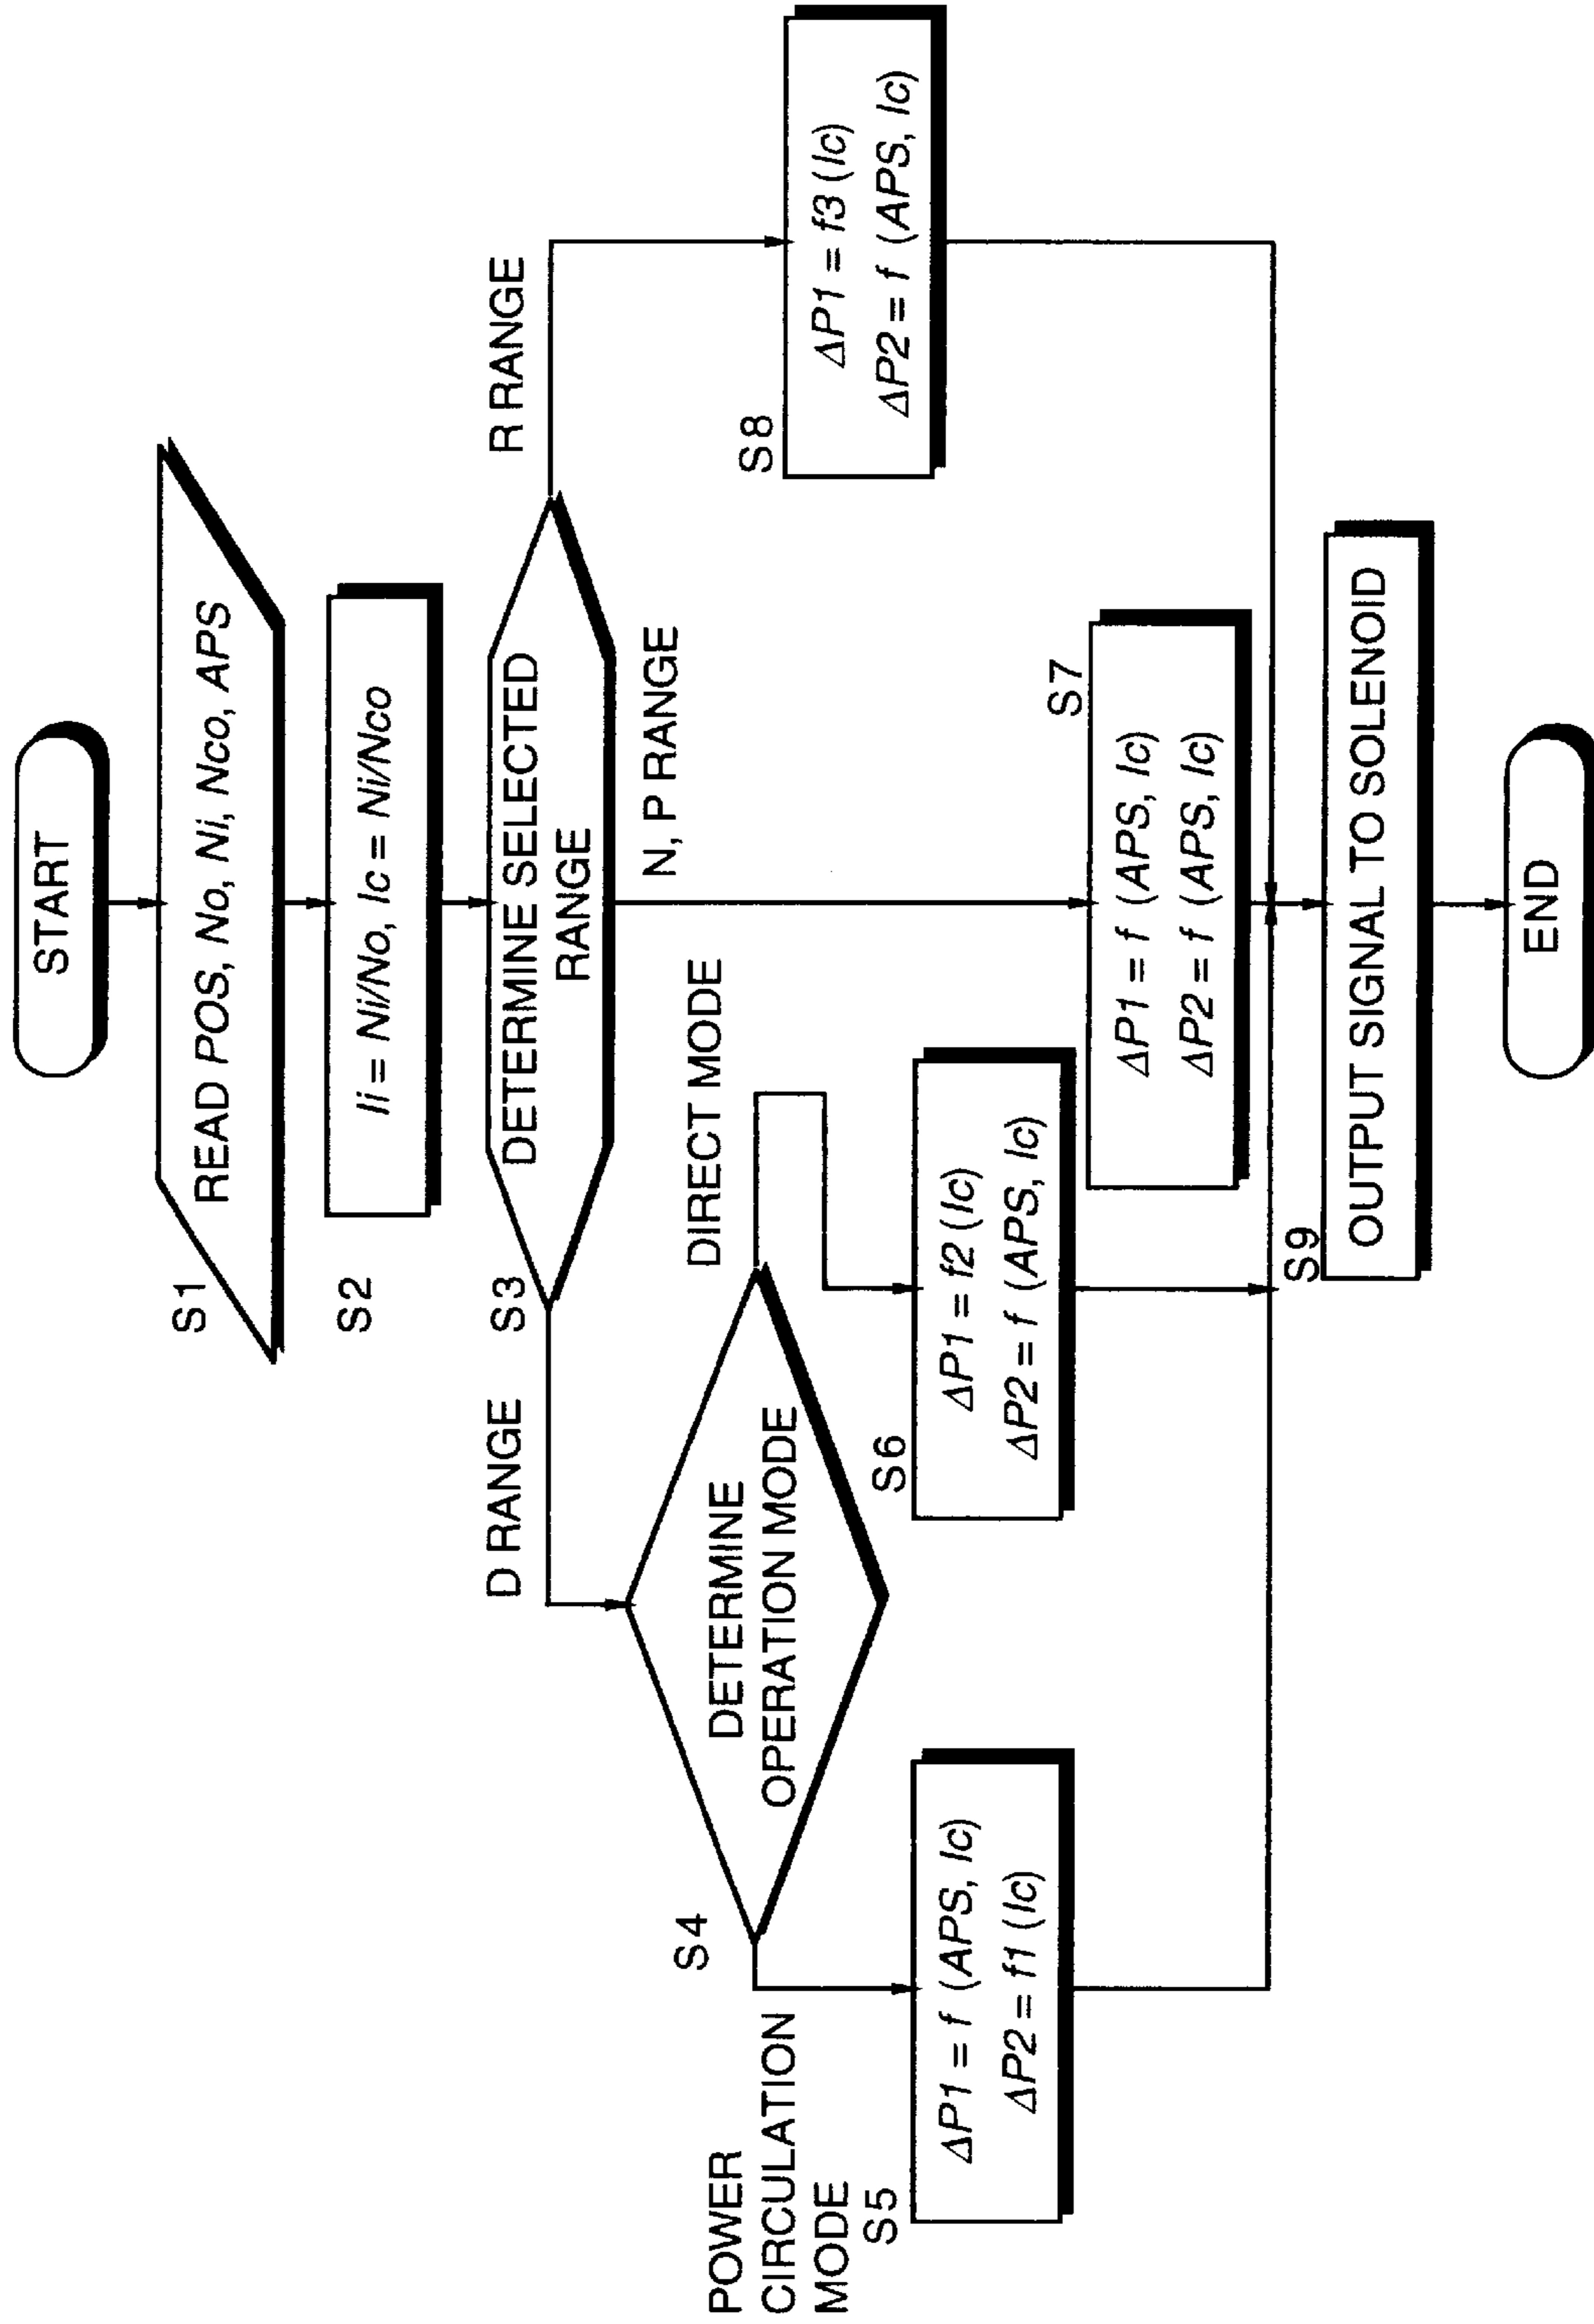 START
S1
READ POS, No, Ni, Nco, APS
S2
Ii = Ni/No, Ic = Ni/Nco
S3
DETERMINE SELECTED
RANGE
D RANGE
N, P RANGE
R RANGE
S4
DETERMINE
OPERATION MODE
POWER
CIRCULATION
MODE
DIRECT MODE
S5
ΔP1 = f (APS, Ic)
ΔP2 = f1 (Ic)
S6
ΔP1 = f2 (Ic)
ΔP2 = f (APS, Ic)
S7
ΔP1 = f (APS, Ic)
ΔP2 = f (APS, Ic)
S8
ΔP1 = f3 (Ic)
ΔP2 = f (APS, Ic)
S9
OUTPUT SIGNAL TO SOLENOID
END